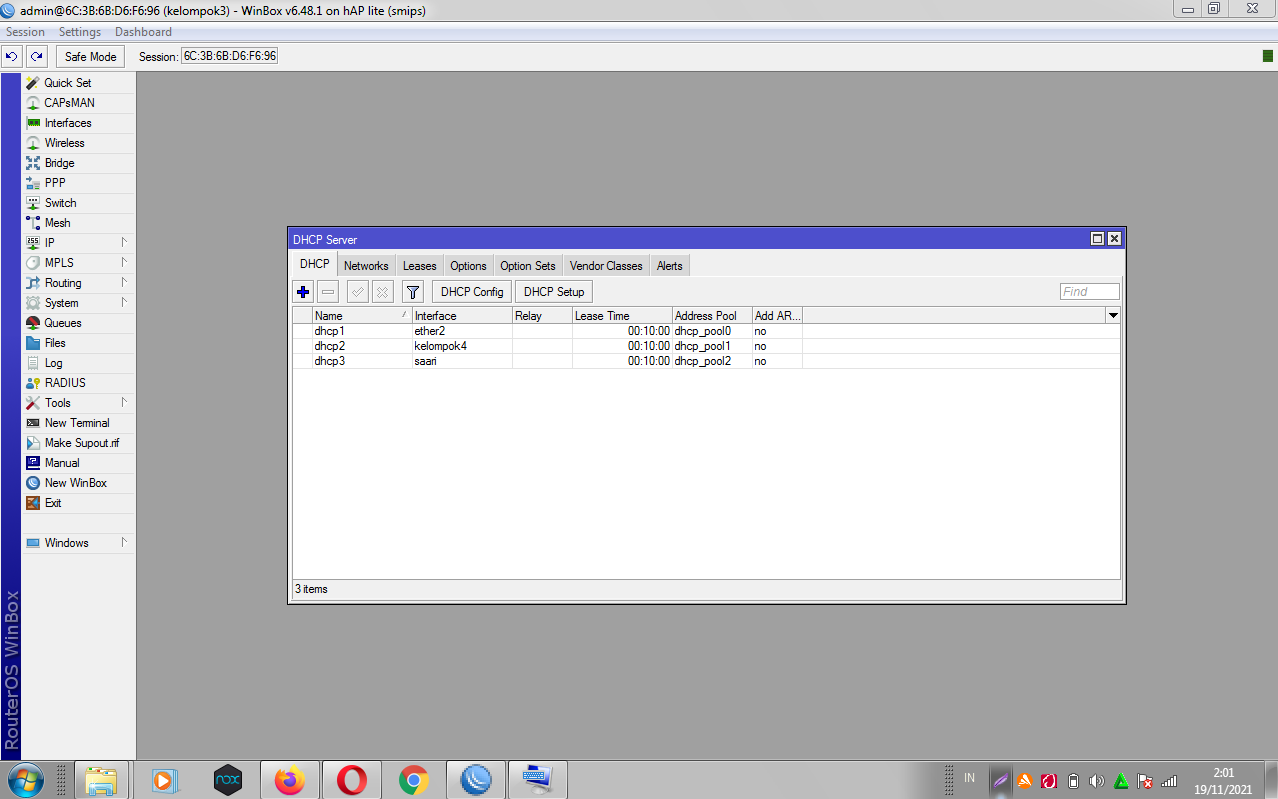 admin@6C:3B:6B:D6:F6:96 (kelompok3) - WinBox v6.48.1 on hAP lite (smips)
Session Settings Dashboard
Safe Mode Session: 6C:3B:6B:D6:F6:96
Quick Set
CAPsMAN
Interfaces
Wireless
Bridge
PPP
Switch
Mesh
IP
MPLS
Routing
System
Queues
Files
Log
RADIUS
Tools
New Terminal
Make Supout.rif
Manual
New WinBox
Exit
Windows
RouterOS WinBox
DHCP Server
DHCP Networks Leases Options Option Sets Vendor Classes Alerts
DHCP Config DHCP Setup Find
Name Interface Relay Lease Time Address Pool Add AR...
dhcp1 ether2 00:10:00 dhcp_pool0 no
dhcp2 kelompok4 00:10:00 dhcp_pool1 no
dhcp3 saari 00:10:00 dhcp_pool2 no
3 items
nox
IN
2:01
19/11/2021